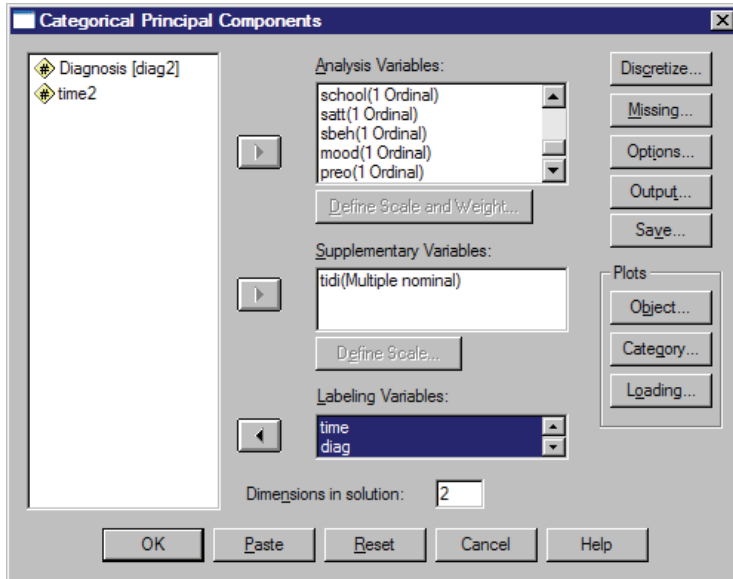 Categorical Principal Components
Diagnosis [diag2]
time2
Analysis Variables:
school(1 Ordinal)
satt(1 Ordinal)
sbeh(1 Ordinal)
mood(1 Ordinal)
preo(1 Ordinal)
Define Scale and Weight...
Supplementary Variables:
tidi(Multiple nominal)
Define Scale...
Labeling Variables:
time
diag
Dimensions in solution:
2
Discretize...
Missing...
Options...
Output...
Save...
Plots
Object...
Category...
Loading...
OK
Paste
Reset
Cancel
Help